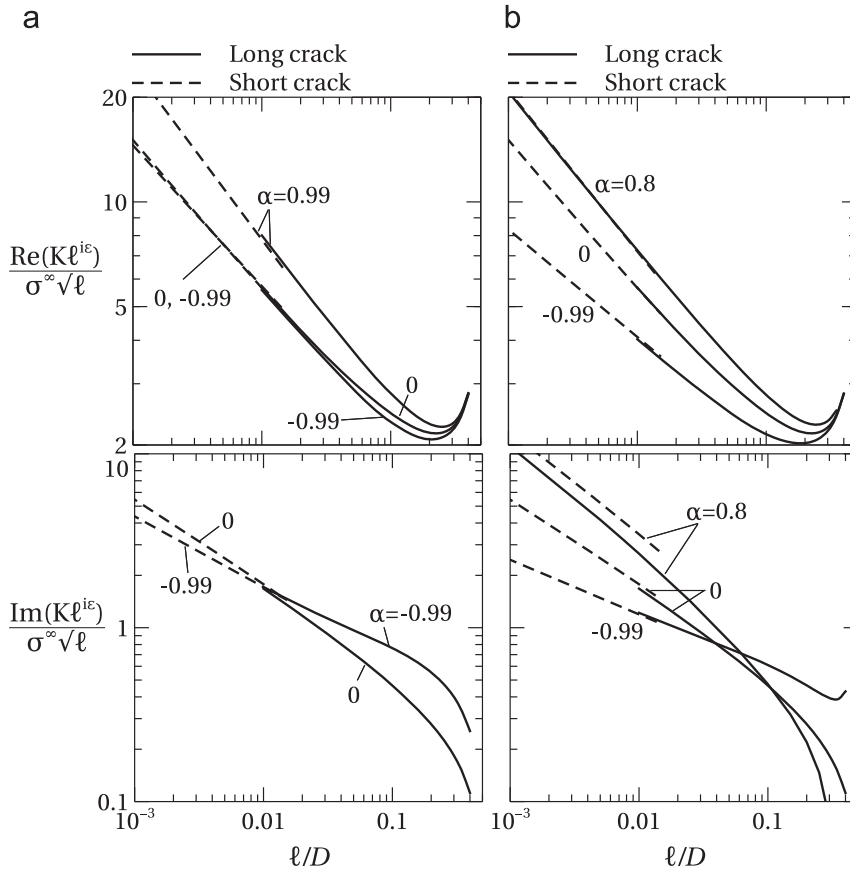 a
b
Long crack
Short crack
Long crack
Short crack
20
10
5
2
Re(Kℓ^iε)
σ^∞√ℓ
α=0.99
0, -0.99
0
-0.99
α=0.8
0
-0.99
10
1
0.1
Im(Kℓ^iε)
σ^∞√ℓ
0
-0.99
α=-0.99
0
α=0.8
0
-0.99
10⁻³
0.01
0.1
10⁻³
0.01
0.1
ℓ/D
ℓ/D